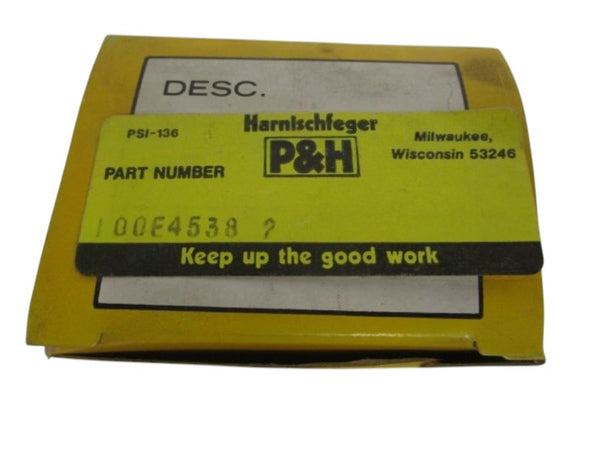 DESC.
Harnischfeger
PSI-136
P&H
Milwaukee,
Wisconsin 53246
PART NUMBER
100E4538 2
Keep up the good work